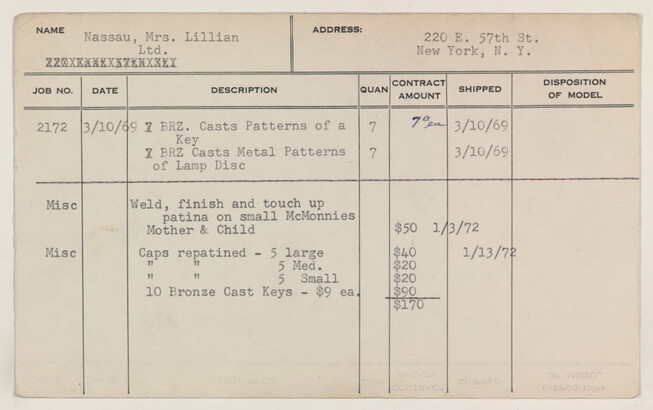 NAME Nassau, Mrs. Lillian Ltd.
ADDRESS: 220 E. 57th St.
New York, N. Y.
JOB NO. DATE DESCRIPTION QUAN CONTRACT AMOUNT SHIPPED DISPOSITION OF MODEL
2172 3/10/69 BRZ. Casts Patterns of a 7 3/10/69
Key
BRZ Casts Metal Patterns 7 3/10/69
of Lamp Disc
Misc Weld, finish and touch up
patina on small McMonnies
Mother & Child $50 1/3/72
Misc Caps repatined - 5 large $40 1/13/72
" " 5 Med. $20
" " 5 Small $20
10 Bronze Cast Keys - $9 ea. $90
$170